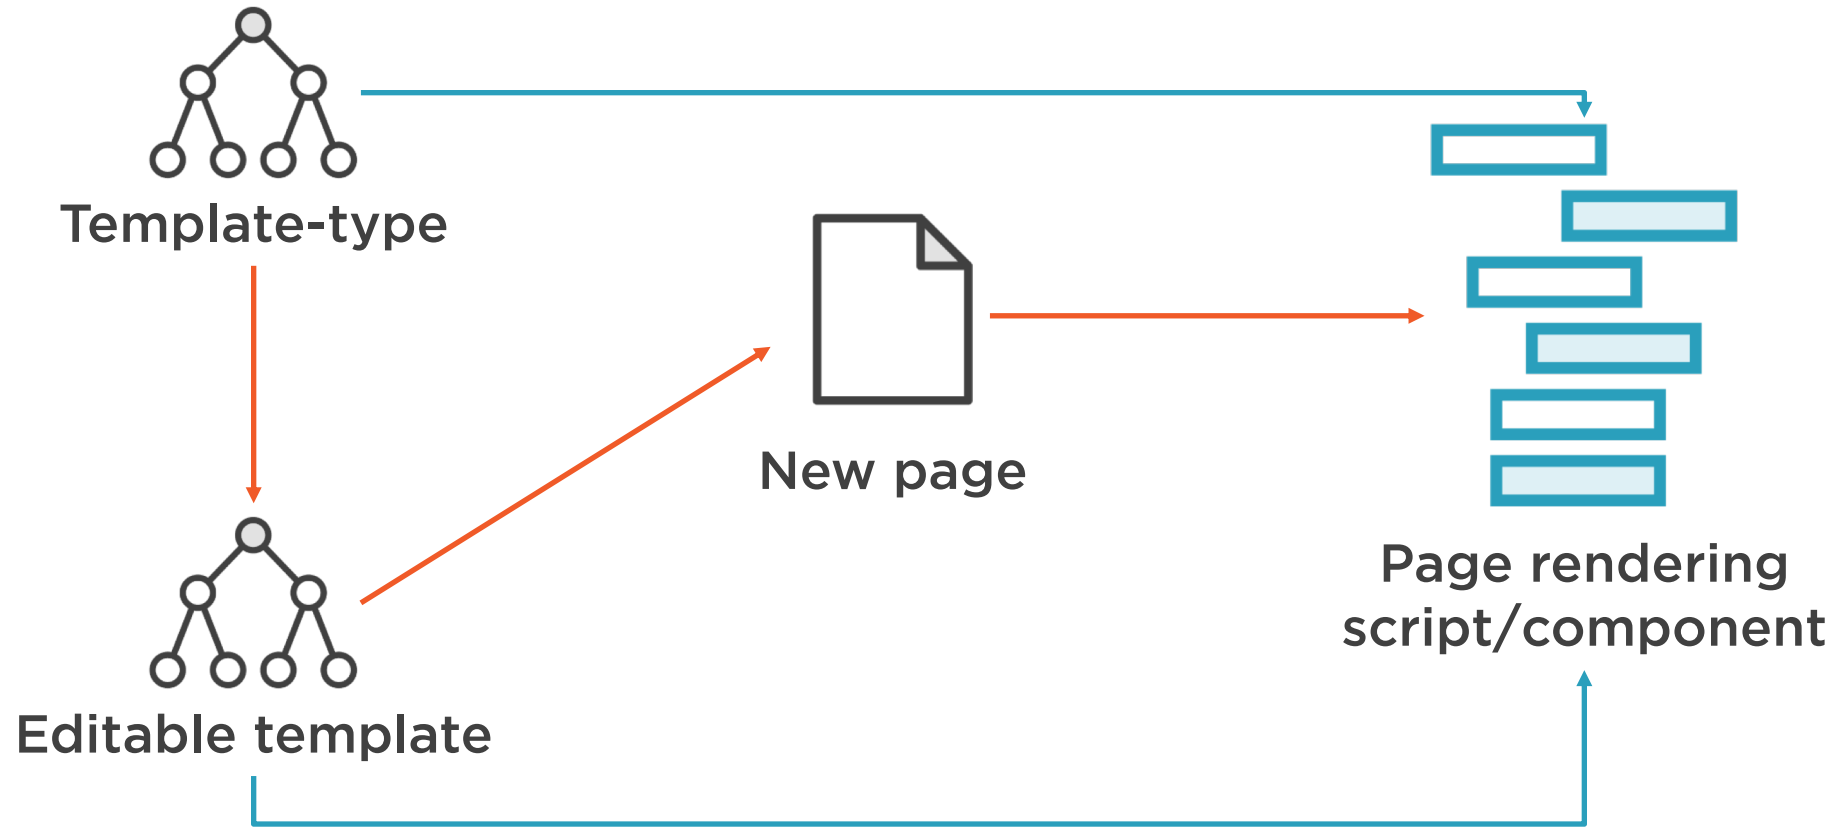 Template-type
New page
Page rendering
script/component
Editable template